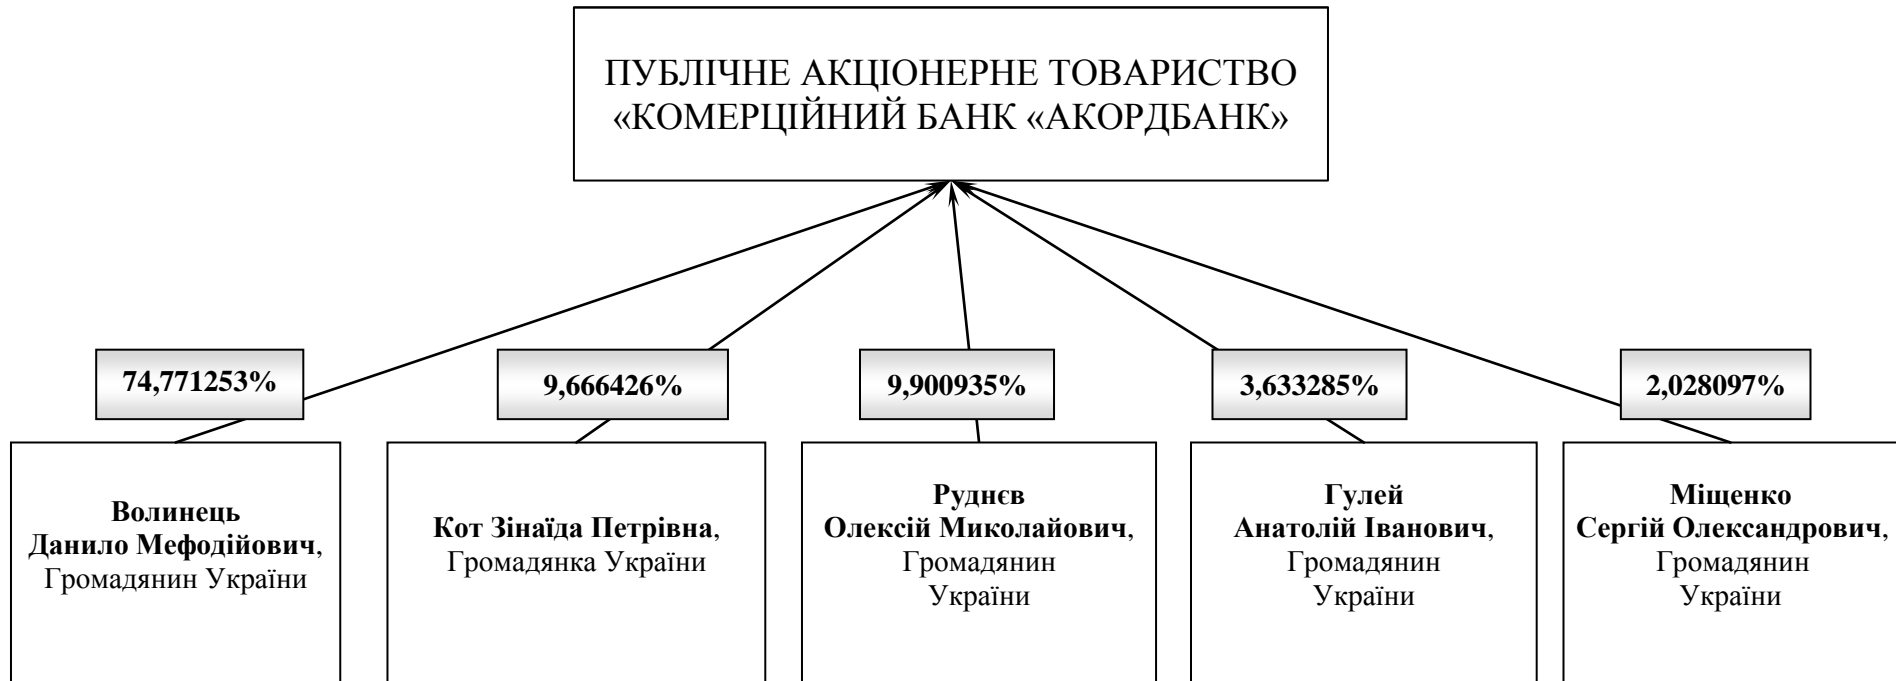 ПУБЛІЧНЕ АКЦІОНЕРНЕ ТОВАРИСТВО
«КОМЕРЦІЙНИЙ БАНК «АКОРДБАНК»
74,771253%
9,666426%
9,900935%
3,633285%
2,028097%
Волинець
Данило Мефодійович,
Громадянин України
Кот Зінаїда Петрівна,
Громадянка України
Руднєв
Олексій Миколайович,
Громадянин
України
Гулей
Анатолій Іванович,
Громадянин
України
Міщенко
Сергій Олександрович,
Громадянин
України